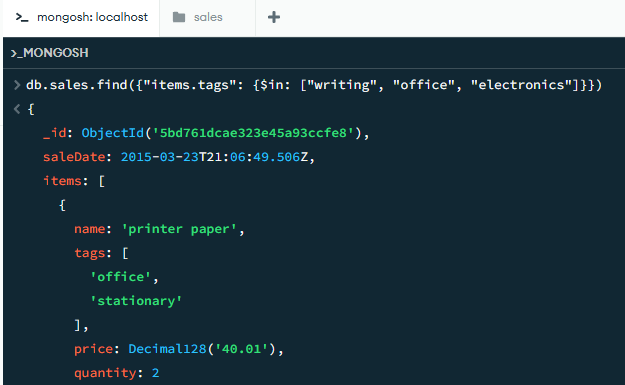 >_ mongosh: localhost
sales
+
>_MONGOSH
> db.sales.find({"items.tags": {$in: ["writing", "office", "electronics"]}})
< {
_id: ObjectId('5bd761dcae323e45a93ccfe8'),
saleDate: 2015-03-23T21:06:49.506Z,
items: [
{
name: 'printer paper',
tags: [
'office',
'stationary'
],
price: Decimal128('40.01'),
quantity: 2